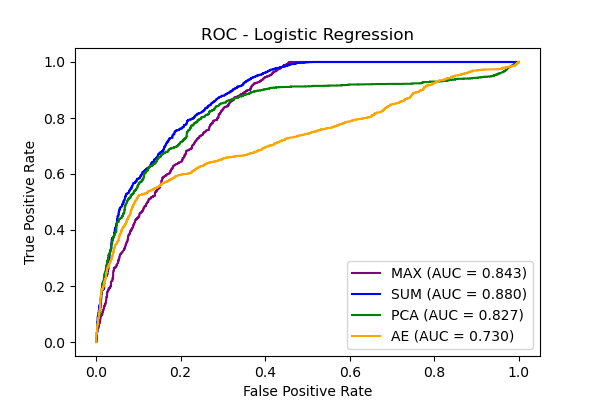 ROC - Logistic Regression
True Positive Rate
1.0
0.8
0.6
0.4
0.2
0.0
MAX (AUC = 0.843)
SUM (AUC = 0.880)
PCA (AUC = 0.827)
AE (AUC = 0.730)
0.0 0.2 0.4 0.6 0.8 1.0
False Positive Rate